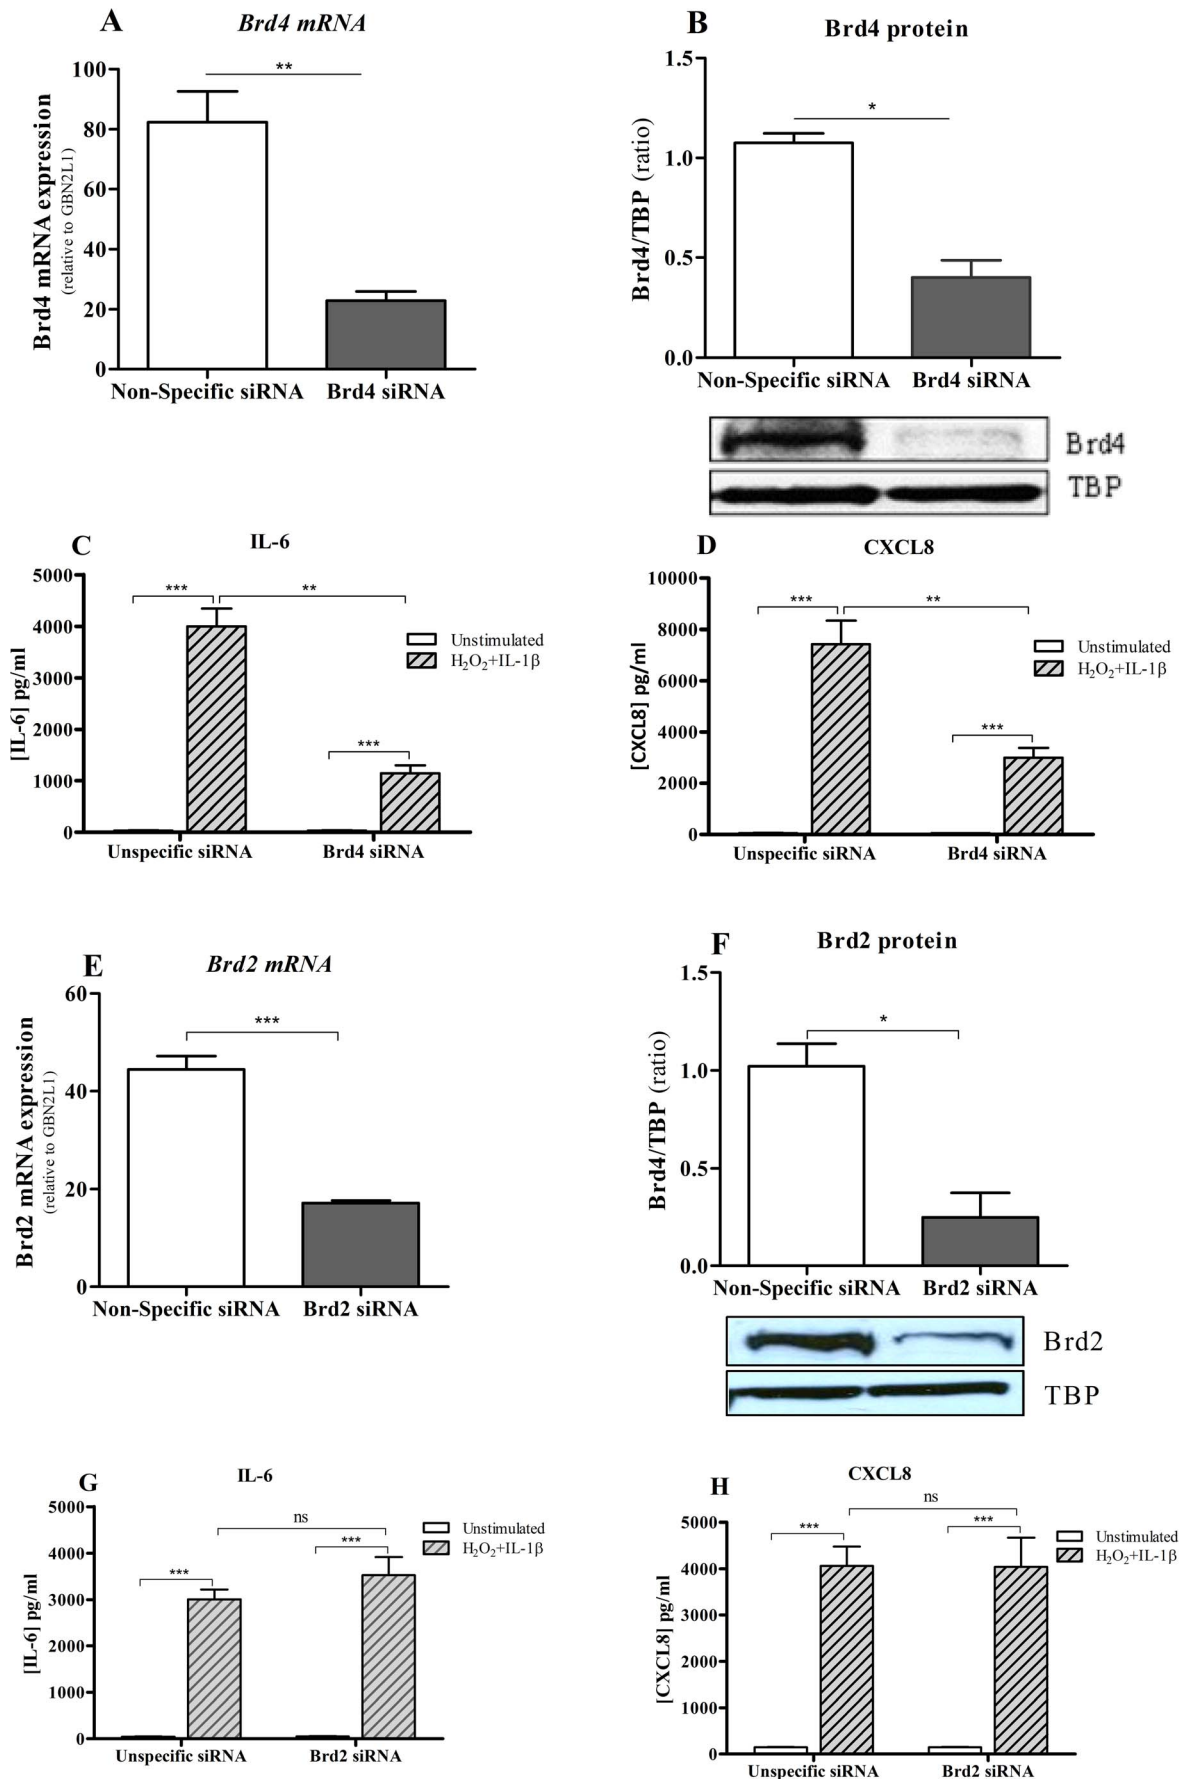 A
Brd4 mRNA
**
Brd4 mRNA expression
(relative to GBN2L1)
100
80
60
40
20
0
Non-Specific siRNA
Brd4 siRNA
B
Brd4 protein
*
Brd4/TBP (ratio)
1.5
1.0
0.5
0.0
Non-Specific siRNA
Brd4 siRNA
Brd4
TBP
C
IL-6
***
**
***
[IL-6] pg/ml
5000
4000
3000
2000
1000
0
Unstimulated
H₂O₂+IL-1β
Unspecific siRNA
Brd4 siRNA
D
CXCL8
***
**
***
[CXCL8] pg/ml
10000
8000
6000
4000
2000
0
Unstimulated
H₂O₂+IL-1β
Unspecific siRNA
Brd4 siRNA
E
Brd2 mRNA
***
Brd2 mRNA expression
(relative to GBN2L1)
60
40
20
0
Non-Specific siRNA
Brd2 siRNA
F
Brd2 protein
*
Brd4/TBP (ratio)
1.5
1.0
0.5
0.0
Non-Specific siRNA
Brd2 siRNA
Brd2
TBP
G
IL-6
ns
***
***
[IL-6] pg/ml
5000
4000
3000
2000
1000
0
Unstimulated
H₂O₂+IL-1β
Unspecific siRNA
Brd2 siRNA
H
CXCL8
ns
***
***
[CXCL8] pg/ml
5000
4000
3000
2000
1000
0
Unstimulated
H₂O₂+IL-1β
Unspecific siRNA
Brd2 siRNA